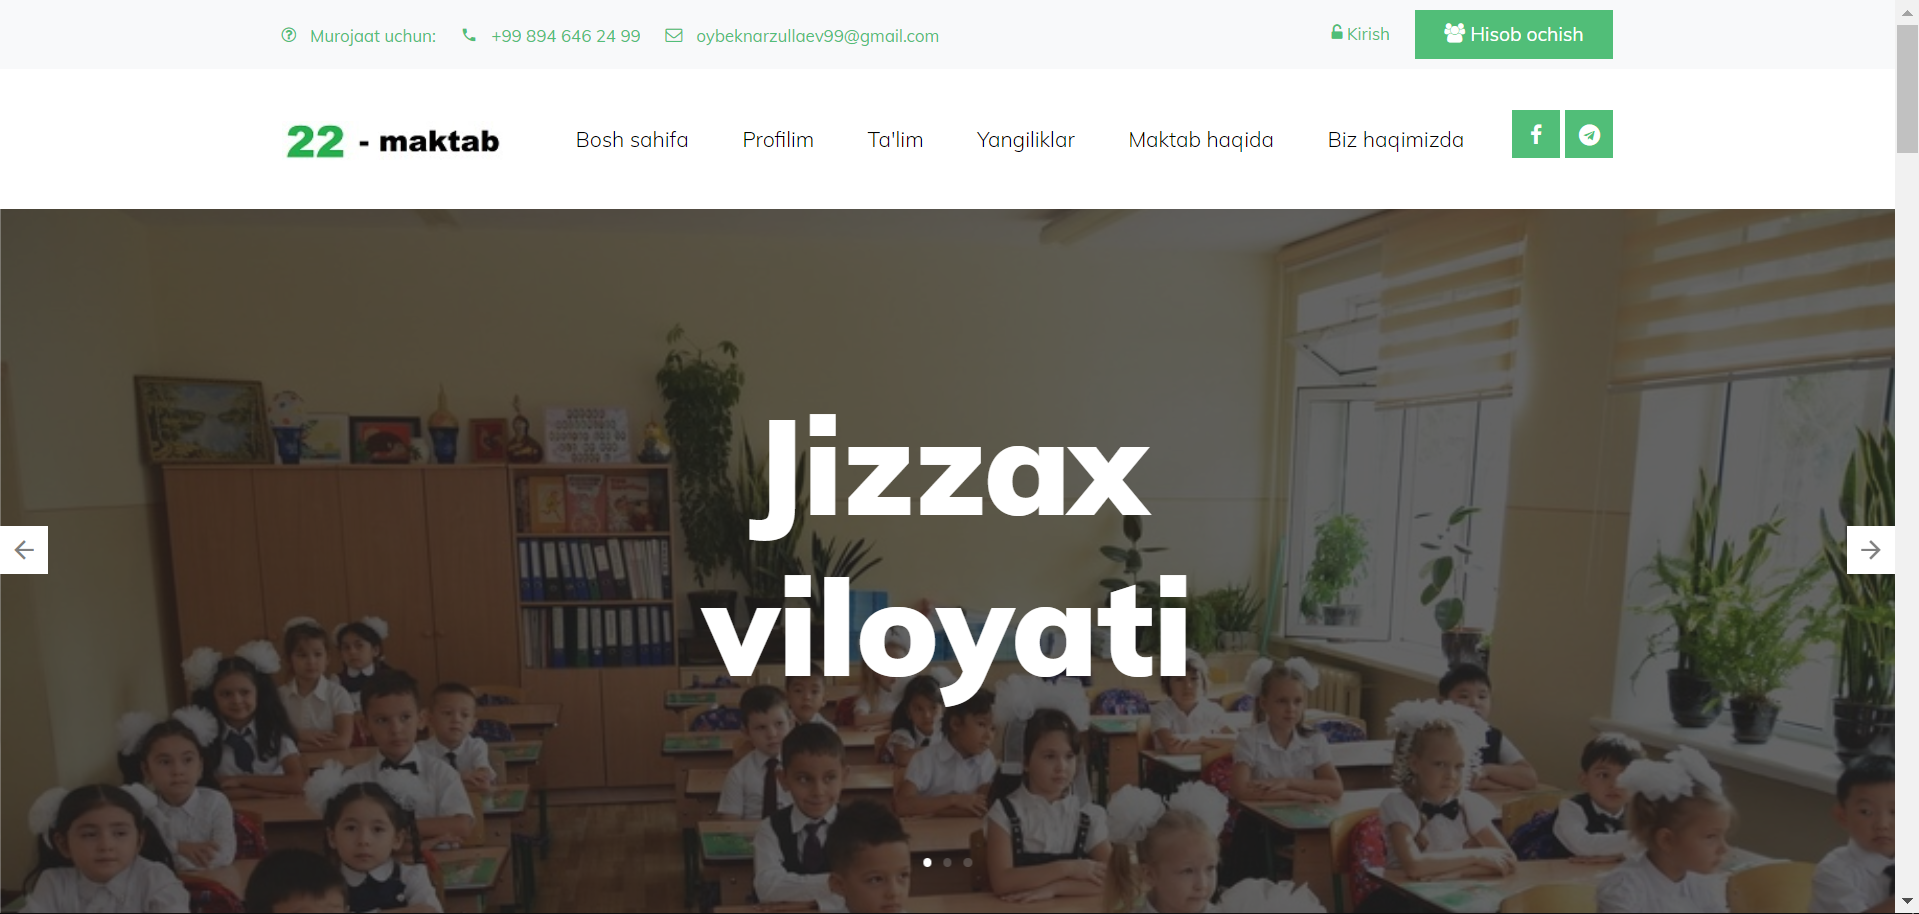 Murojaat uchun: +99 894 646 24 99 oybeknarzullaev99@gmail.com Kirish Hisob ochish
22 - maktab Bosh sahifa Profilim Ta'lim Yangiliklar Maktab haqida Biz haqimizda
Jizzax
viloyati